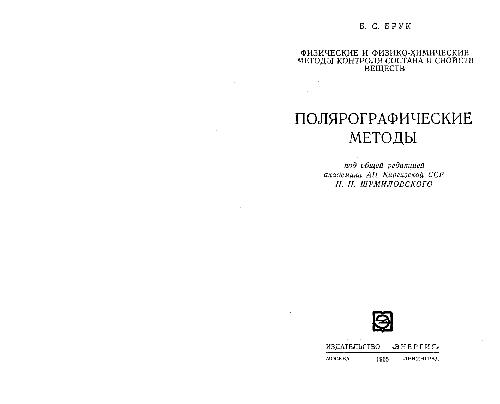 Б. С. БРУК
ФИЗИЧЕСКИЕ И ФИЗИКО-ХИМИЧЕСКИЕ
МЕТОДЫ КОНТРОЛЯ СОСТАВА И СВОЙСТВ
ВЕЩЕСТВ
ПОЛЯРОГРАФИЧЕСКИЕ
МЕТОДЫ
под общей редакцией
академика АН Киргизской ССР
Н. Н. ШУМИЛОВСКОГО
ИЗДАТЕЛЬСТВО «ЭНЕРГИЯ»
МОСКВА 1965 ЛЕНИНГРАД